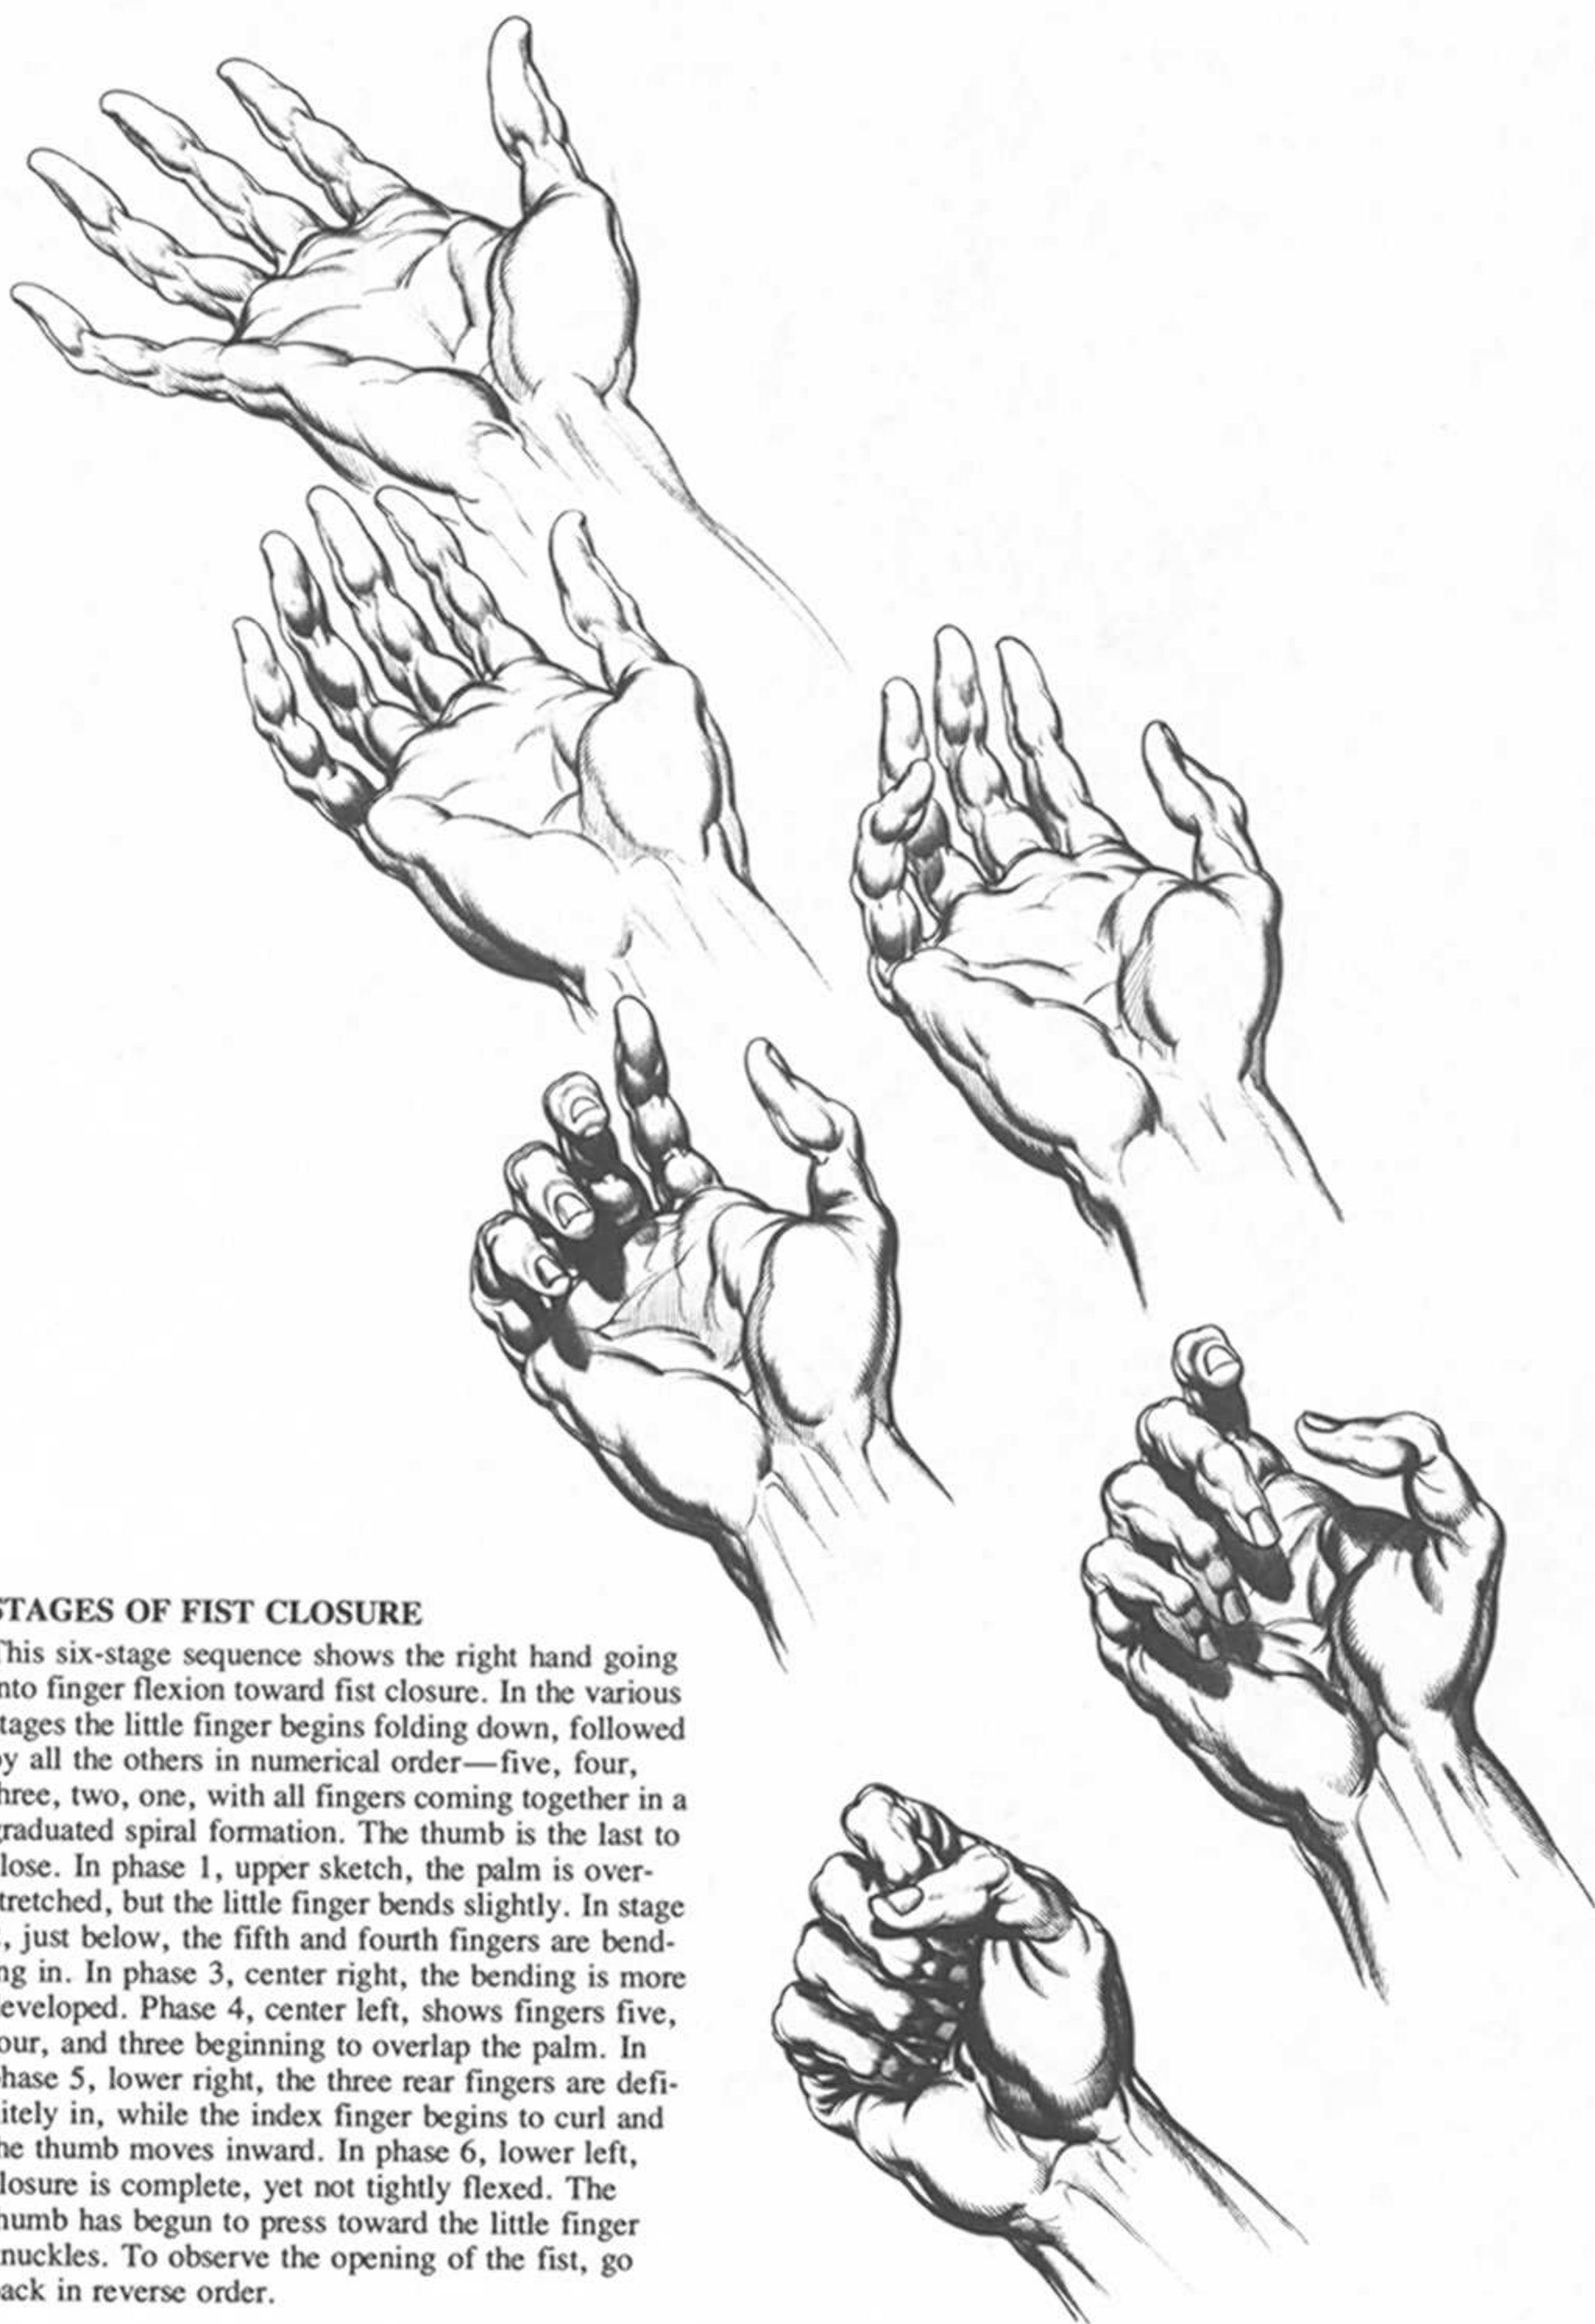 STAGES OF FIST CLOSURE
This six-stage sequence shows the right hand going
nto finger flexion toward fist closure. In the various
tages the little finger begins folding down, followed
y all the others in numerical order—five, four,
hree, two, one, with all fingers coming together in a
raduated spiral formation. The thumb is the last to
lose. In phase 1, upper sketch, the palm is over-
tretched, but the little finger bends slightly. In stage
, just below, the fifth and fourth fingers are bend-
ng in. In phase 3, center right, the bending is more
eveloped. Phase 4, center left, shows fingers five,
our, and three beginning to overlap the palm. In
hase 5, lower right, the three rear fingers are defi-
itely in, while the index finger begins to curl and
he thumb moves inward. In phase 6, lower left,
losure is complete, yet not tightly flexed. The
humb has begun to press toward the little finger
nuckles. To observe the opening of the fist, go
ack in reverse order.